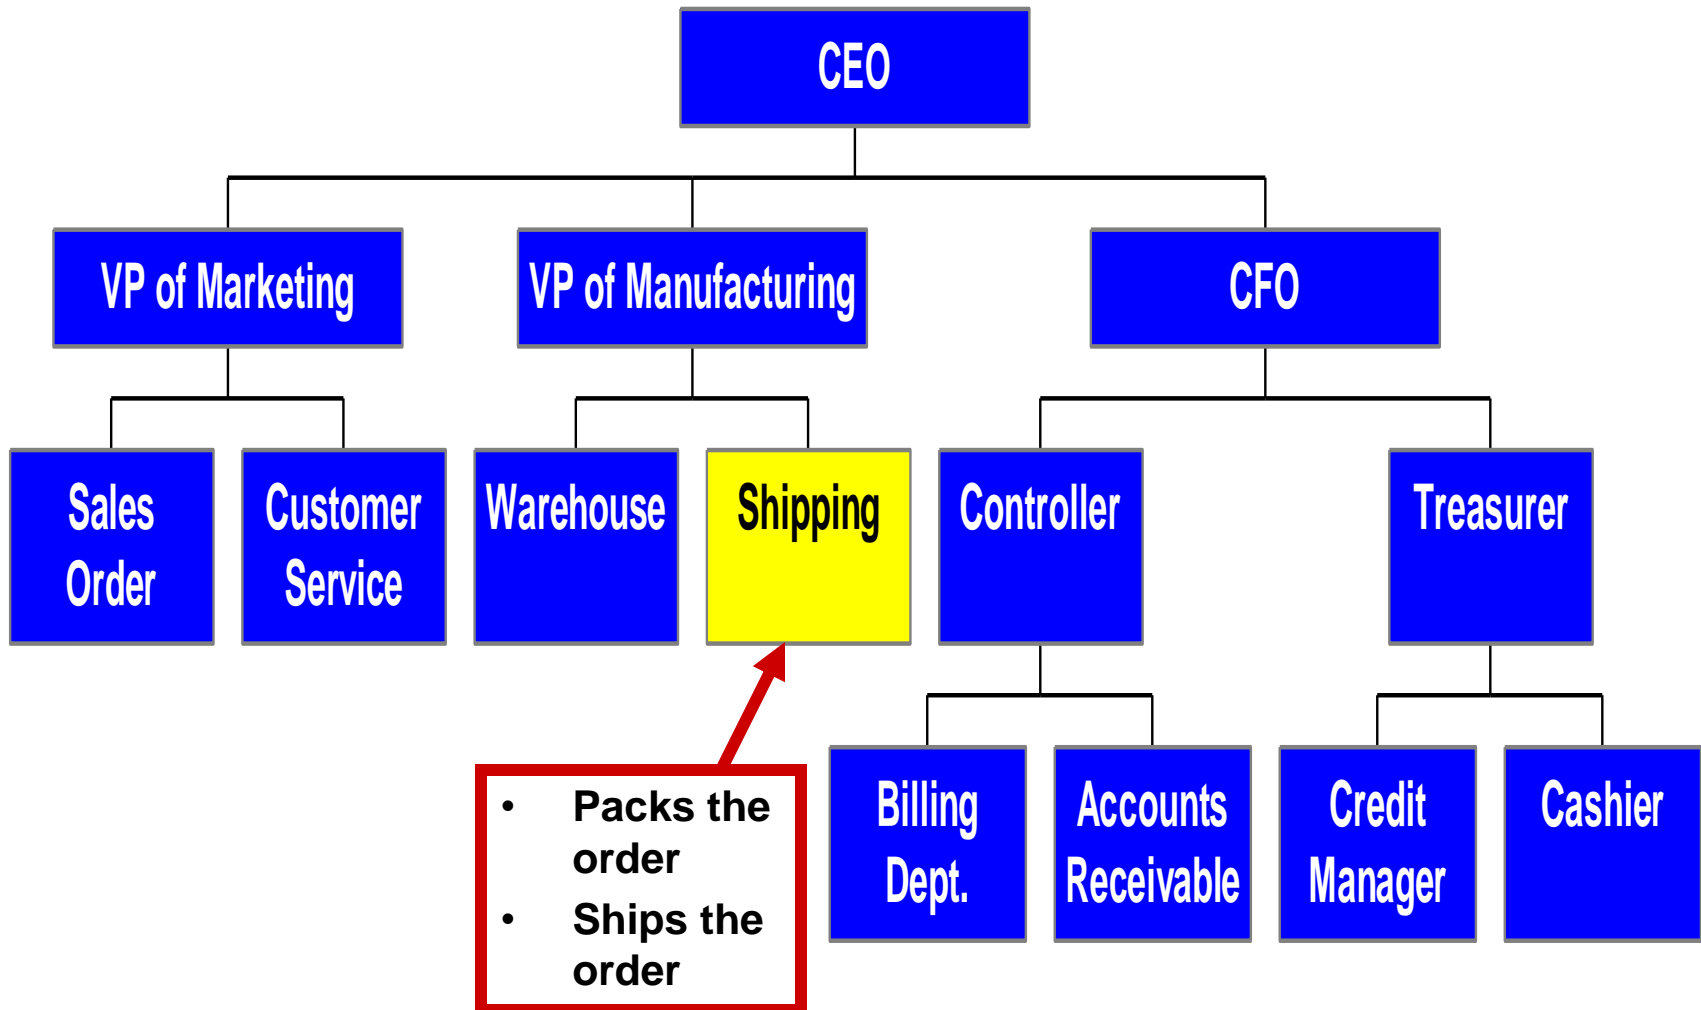 CEO
VP of Marketing
VP of Manufacturing
CFO
Sales
Order
Customer
Service
Warehouse
Shipping
Controller
Treasurer
Billing
Dept.
Accounts
Receivable
Credit
Manager
Cashier
• Packs the
order
• Ships the
order